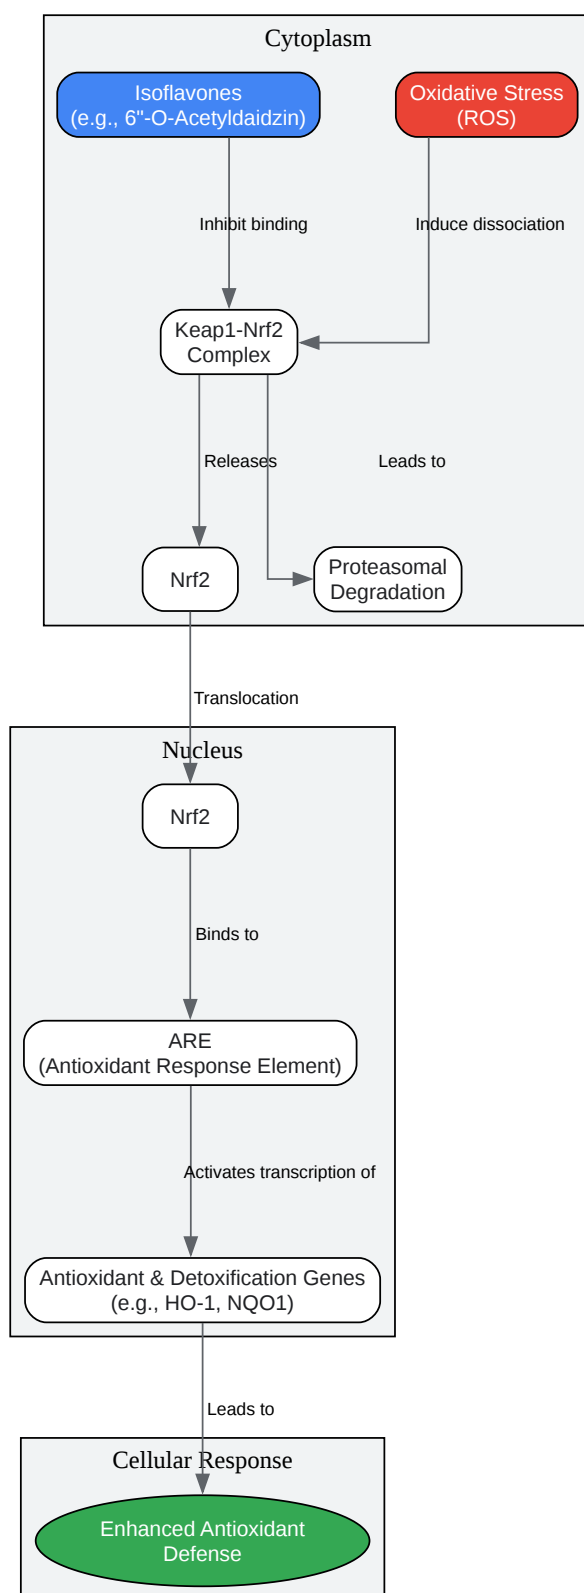 Cytoplasm
Isoflavones
(e.g., 6"-O-Acetyldaidzin)
Oxidative Stress
(ROS)
Inhibit binding
Induce dissociation
Keap1-Nrf2
Complex
Releases
Leads to
Nrf2
Proteasomal
Degradation
Translocation
Nucleus
Nrf2
Binds to
ARE
(Antioxidant Response Element)
Activates transcription of
Antioxidant & Detoxification Genes
(e.g., HO-1, NQO1)
Leads to
Cellular Response
Enhanced Antioxidant
Defense